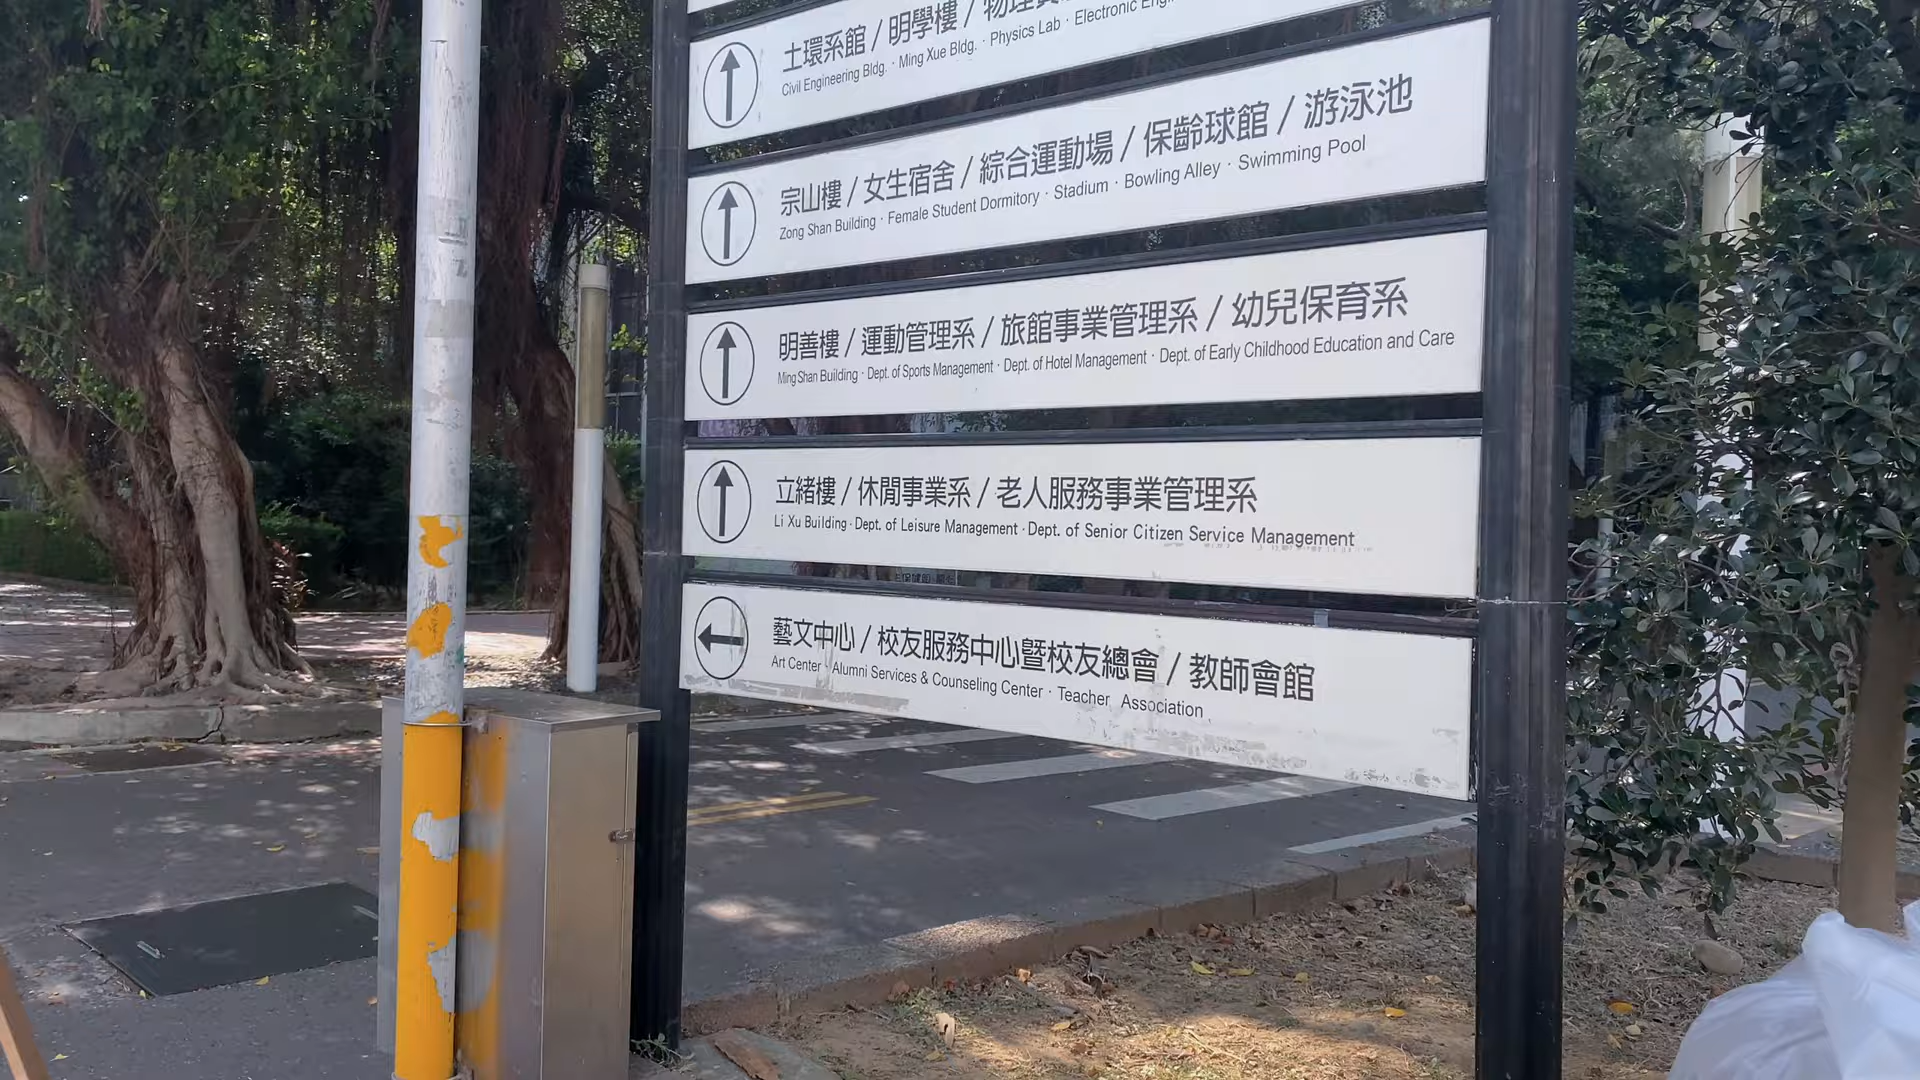 土環系館 / 明學樓 / 物理
Civil Engineering Bldg. · Ming Xue Bldg. · Physics Lab · Electronic
宗山樓 / 女生宿舍 / 綜合運動場 / 保齡球館 / 游泳池
Zong Shan Building · Female Student Dormitory · Stadium · Bowling Alley · Swimming Pool
明善樓 / 運動管理系 / 旅館事業管理系 / 幼兒保育系
Ming Shan Building · Dept. of Sports Management · Dept. of Hotel Management · Dept. of Early Childhood Education and Care
立緒樓 / 休閒事業系 / 老人服務事業管理系
Li Xu Building · Dept. of Leisure Management · Dept. of Senior Citizen Service Management
藝文中心 / 校友服務中心暨校友總會 / 教師會館
Art Center · Alumni Services & Counseling Center · Teacher Association